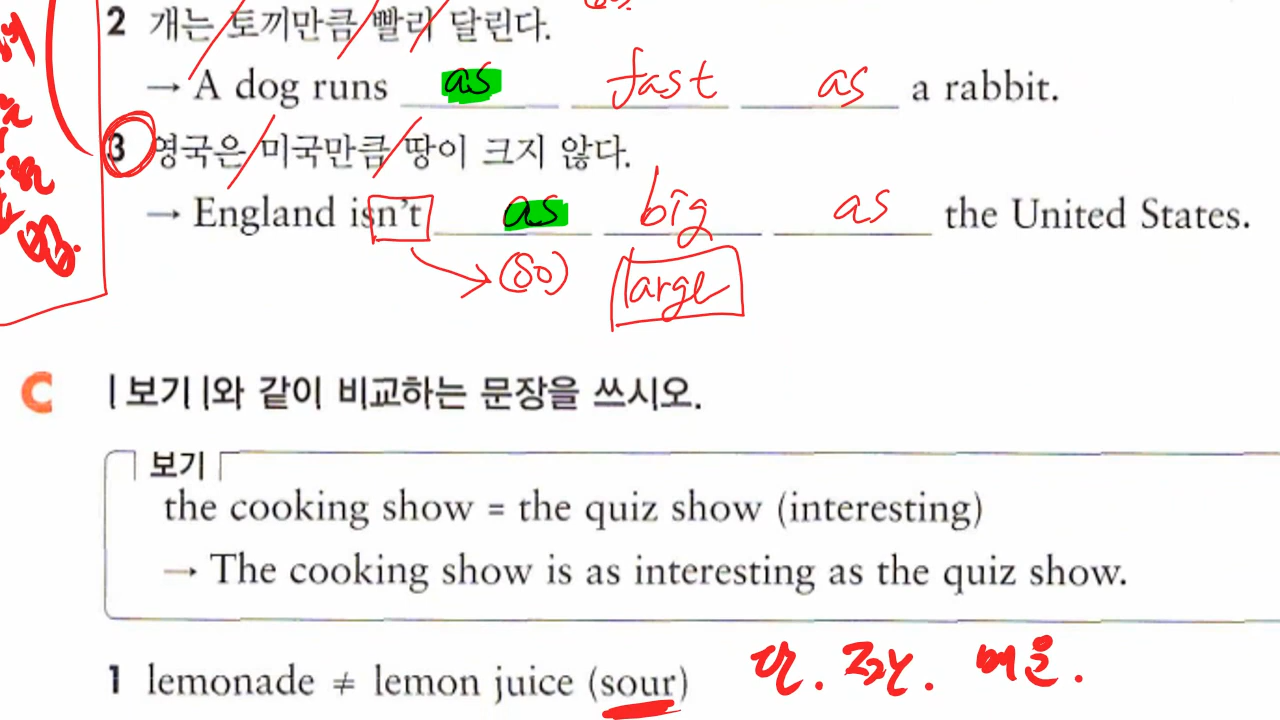 2 개는 토끼만큼 빨리 달린다.
→ A dog runs as fast as a rabbit.
3 영국은 미국만큼 땅이 크지 않다.
→ England isn't as big as the United States.
(so) large
C |보기|와 같이 비교하는 문장을 쓰시오.
보기
the cooking show = the quiz show (interesting)
→ The cooking show is as interesting as the quiz show.
1 lemonade ≠ lemon juice (sour)